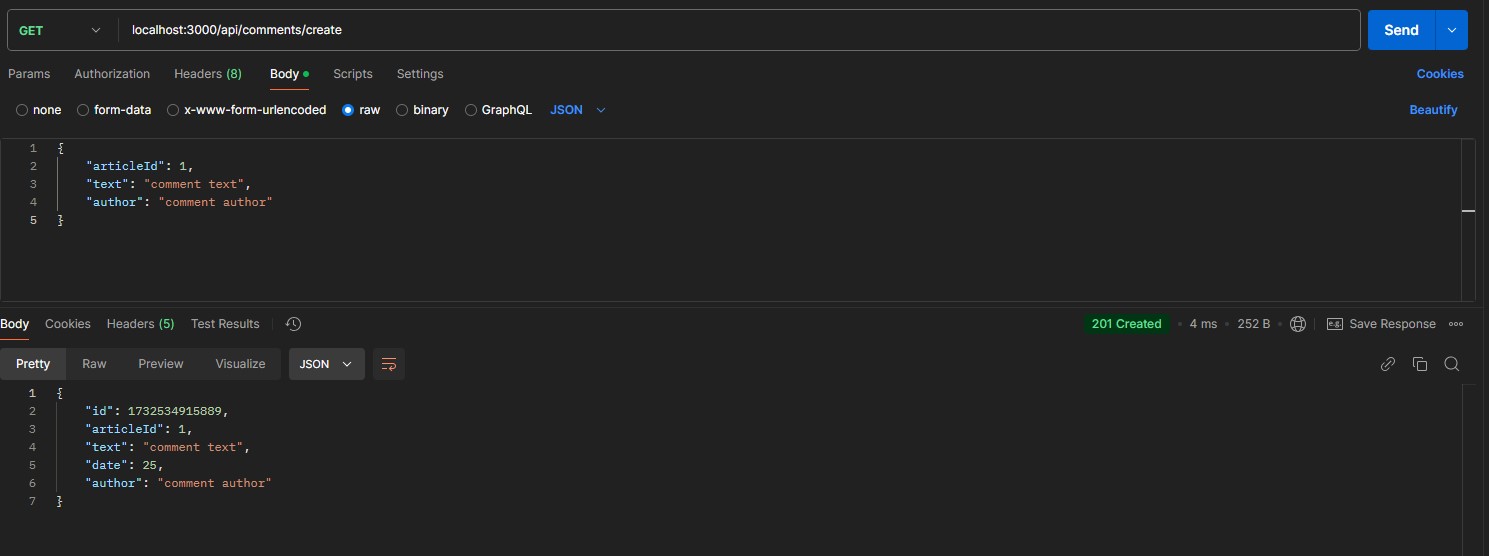 GET localhost:3000/api/comments/create Send
Params Authorization Headers (8) Body Scripts Settings Cookies
none form-data x-www-form-urlencoded raw binary GraphQL JSON Beautify
1 {
2 "articleId": 1,
3 "text": "comment text",
4 "author": "comment author"
5 }
Body Cookies Headers (5) Test Results 201 Created • 4 ms • 252 B e.g. Save Response
Pretty Raw Preview Visualize JSON
1 {
2 "id": 1732534915889,
3 "articleId": 1,
4 "text": "comment text",
5 "date": 25,
6 "author": "comment author"
7 }